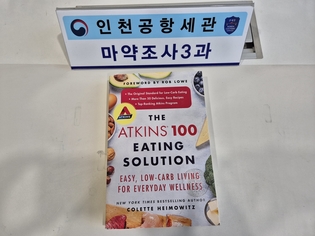 인천공항세관
마약조사3과
FOREWORD BY ROB LOWE
• The Original Standard for Low-Carb Eating
• More Than 50 Delicious, Easy Recipes
• Top Ranking Atkins Program
THE
ATKINS 100
EATING
SOLUTION
EASY, LOW-CARB LIVING
FOR EVERYDAY WELLNESS
NEW YORK TIMES BESTSELLING AUTHOR
COLETTE HEIMOWITZ